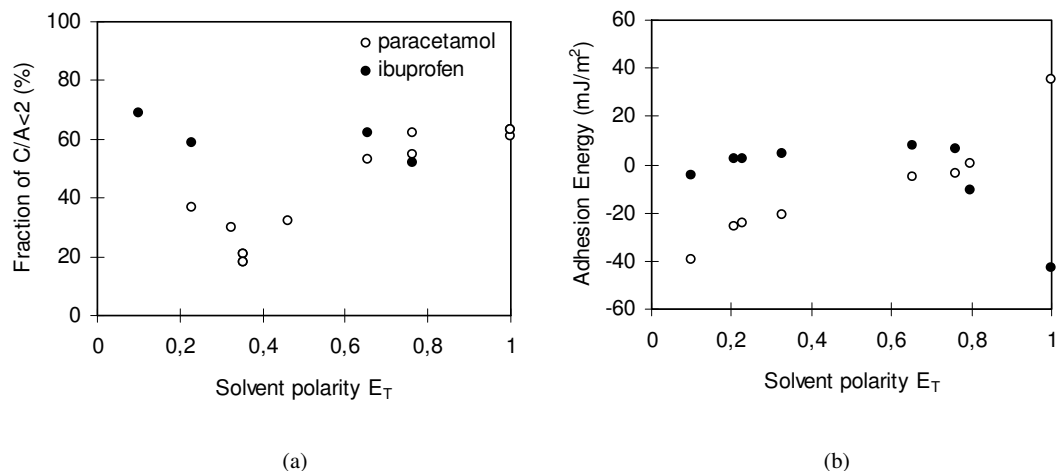 100
80
60
40
20
0
Fraction of C/A<2 (%)
paracetamol
ibuprofen
0 0,2 0,4 0,6 0,8 1
Solvent polarity E_T
(a)
60
40
20
0
-20
-40
-60
Adhesion Energy (mJ/m²)
0 0,2 0,4 0,6 0,8 1
Solvent polarity E_T
(b)